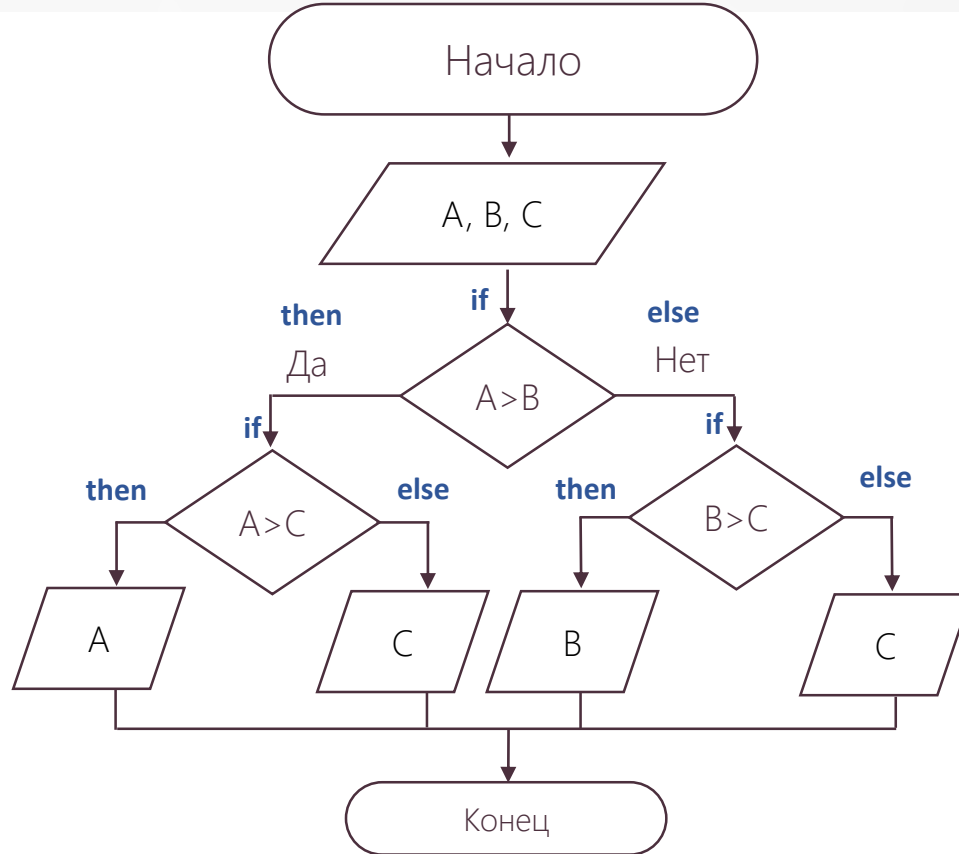 Начало
A, B, C
if
then
else
Да
Нет
A>B
if
if
then
else
then
else
A>C
B>C
A
C
B
C
Конец